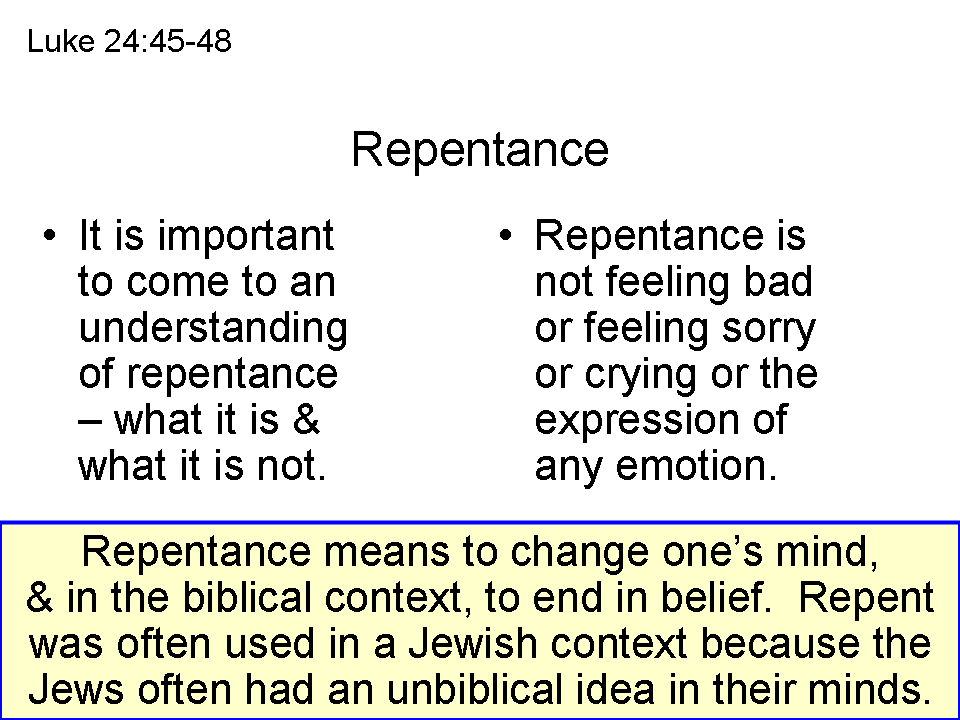 Luke 24:45-48
Repentance
• It is important
to come to an
understanding
of repentance
– what it is &
what it is not.
• Repentance is
not feeling bad
or feeling sorry
or crying or the
expression of
any emotion.
Repentance means to change one’s mind,
& in the biblical context, to end in belief.  Repent
was often used in a Jewish context because the
Jews often had an unbiblical idea in their minds.